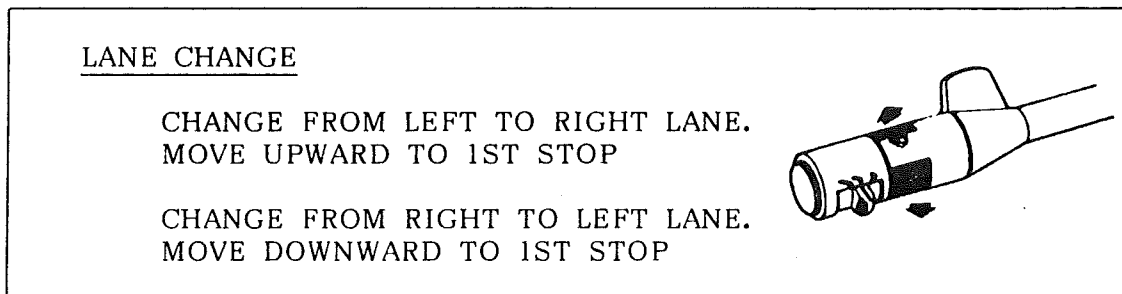 LANE CHANGE
CHANGE FROM LEFT TO RIGHT LANE.
MOVE UPWARD TO 1ST STOP
CHANGE FROM RIGHT TO LEFT LANE.
MOVE DOWNWARD TO 1ST STOP